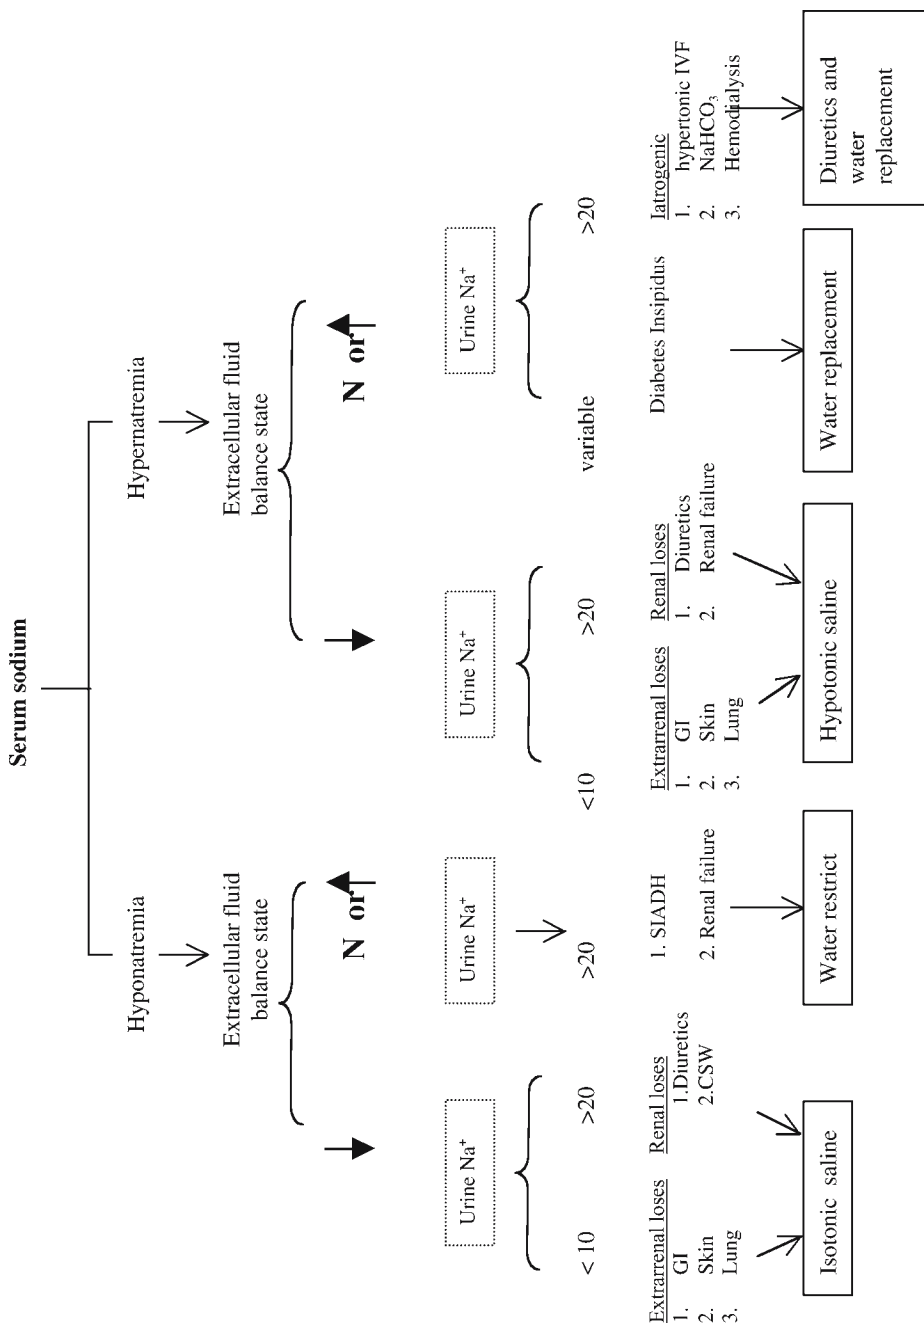 Serum sodium
Hyponatremia
Hypernatremia
Extracellular fluid
balance state
Extracellular fluid
balance state
N or
N or
Urine Na⁺
Urine Na⁺
Urine Na⁺
Urine Na⁺
< 10
>20
>20
<10
>20
variable
>20
Extrarrenal loses
1. GI
2. Skin
3. Lung
Renal loses
1.Diuretics
2.CSW
1. SIADH
2. Renal failure
Extrarrenal loses
1. GI
2. Skin
3. Lung
Renal loses
1. Diuretics
2. Renal failure
Diabetes Insipidus
Iatrogenic
1. hypertonic IVF
2. NaHCO₃
3. Hemodialysis
Isotonic saline
Water restrict
Hypotonic saline
Water replacement
Diuretics and
water
replacement